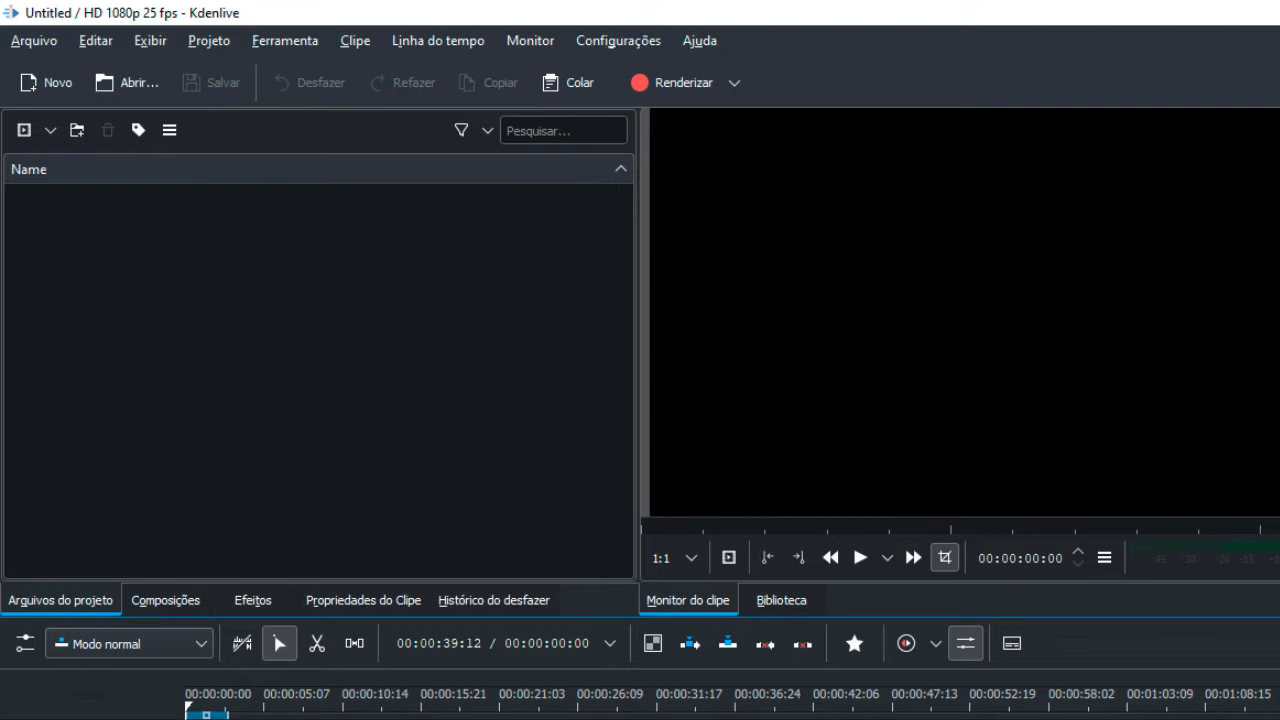 Untitled / HD 1080p 25 fps - Kdenlive
Arquivo Editar Exibir Projeto Ferramenta Clipe Linha do tempo Monitor Configurações Ajuda
Novo Abrir... Salvar Desfazer Refazer Copiar Colar Renderizar
Pesquisar...
Name
1:1 00:00:00:00 -45 -30 -20 -15
Arquivos do projeto Composições Efeitos Propriedades do Clipe Histórico do desfazer Monitor do clipe Biblioteca
Modo normal 00:00:39:12 / 00:00:00:00
00:00:00:00 00:00:05:07 00:00:10:14 00:00:15:21 00:00:21:03 00:00:26:09 00:00:31:17 00:00:36:24 00:00:42:06 00:00:47:13 00:00:52:19 00:00:58:02 00:01:03:09 00:01:08:15